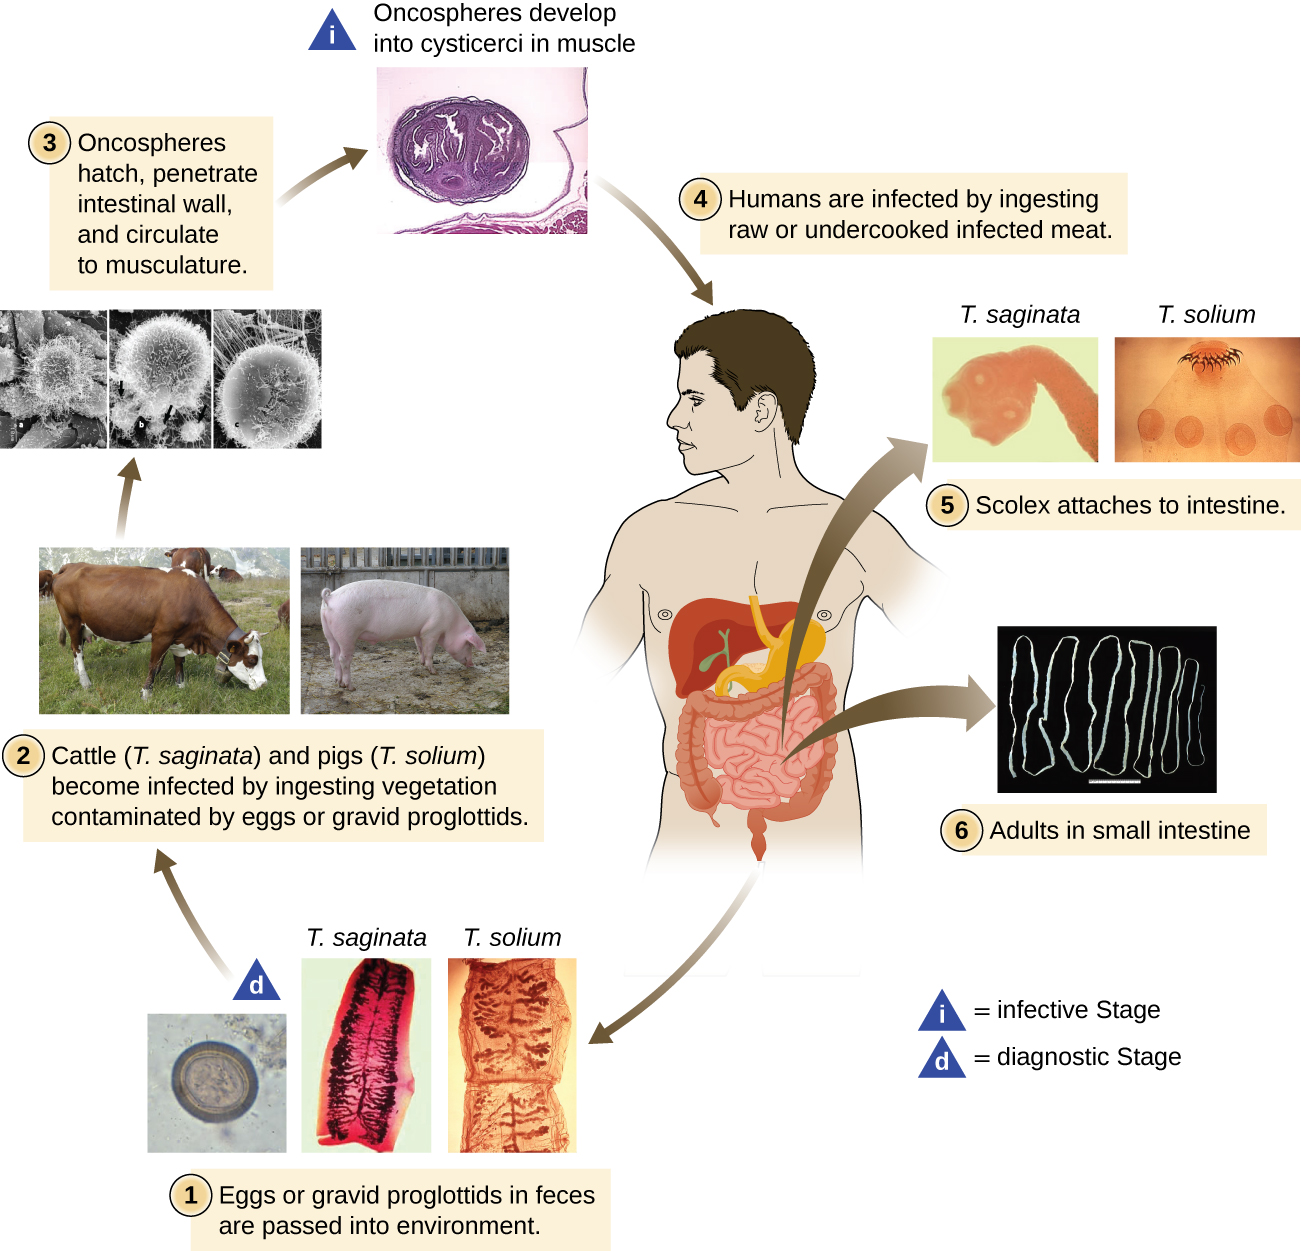 i
Oncospheres develop
into cysticerci in muscle
3
Oncospheres
hatch, penetrate
intestinal wall,
and circulate
to musculature.
4
Humans are infected by ingesting
raw or undercooked infected meat.
T. saginata
T. solium
a
b
c
5
Scolex attaches to intestine.
2
Cattle (T. saginata) and pigs (T. solium)
become infected by ingesting vegetation
contaminated by eggs or gravid proglottids.
6
Adults in small intestine
d
T. saginata
T. solium
i = infective Stage
d = diagnostic Stage
1
Eggs or gravid proglottids in feces
are passed into environment.